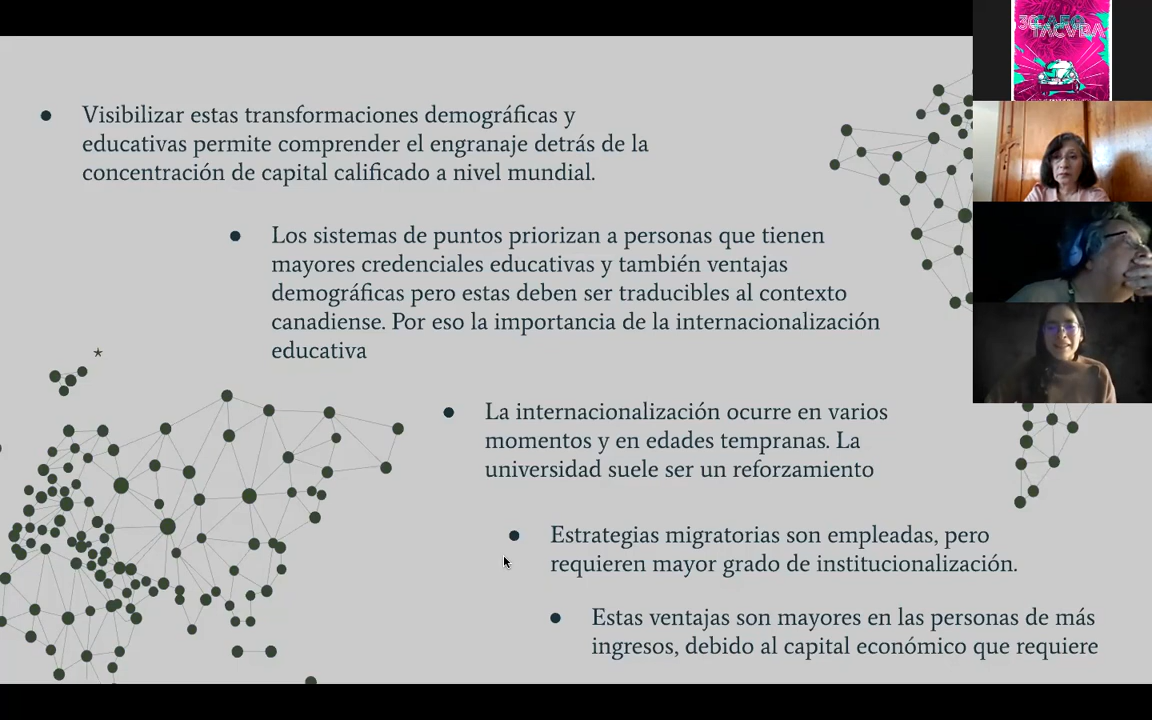 Visibilizar estas transformaciones demográficas y
educativas permite comprender el engranaje detrás de la
concentración de capital calificado a nivel mundial.
Los sistemas de puntos priorizan a personas que tienen
mayores credenciales educativas y también ventajas
demográficas pero estas deben ser traducibles al contexto
canadiense. Por eso la importancia de la internacionalización
educativa
La internacionalización ocurre en varios
momentos y en edades tempranas. La
universidad suele ser un reforzamiento
Estrategias migratorias son empleadas, pero
requieren mayor grado de institucionalización.
Estas ventajas son mayores en las personas de más
ingresos, debido al capital económico que requiere
30 CAFE
TACVBA